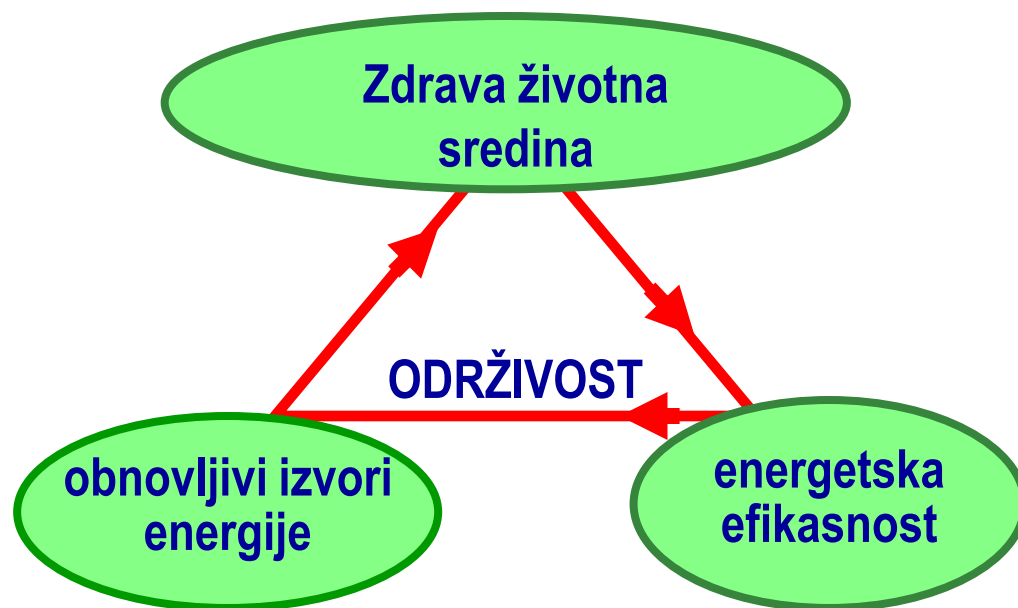 Zdrava životna
sredina
ODRŽIVOST
obnovljivi izvori
energije
energetska
efikasnost